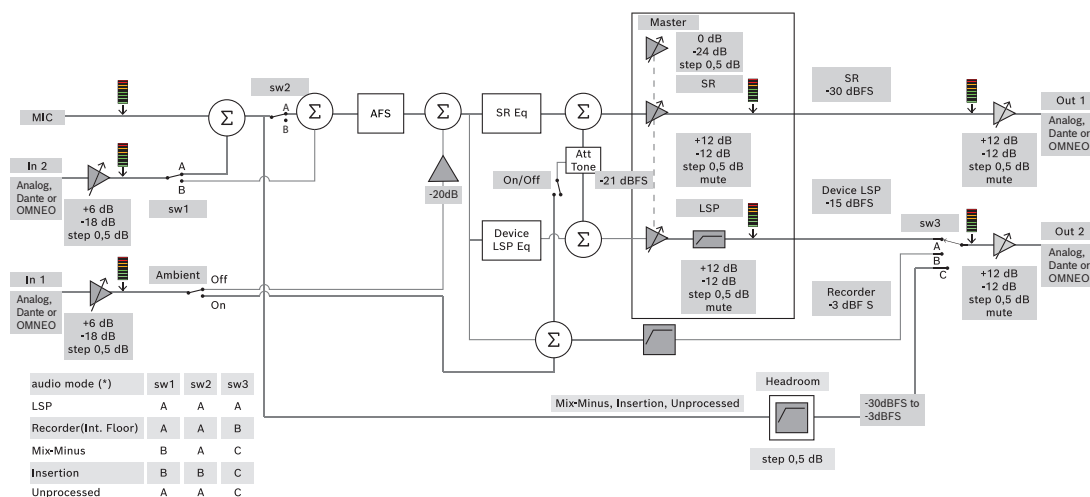 Master
0 dB
-24 dB
step 0,5 dB
SR
SR
-30 dBFS
sw2
A
B
MIC
Σ
Σ
AFS
Σ
SR Eq
Σ
Out 1
Analog,
Dante or
OMNEO
+12 dB
-12 dB
step 0,5 dB
mute
+12 dB
-12 dB
step 0,5 dB
mute
In 2
Analog,
Dante or
OMNEO
A
B
sw1
+6 dB
-18 dB
step 0,5 dB
-20dB
On/Off
Att
Tone
-21 dBFS
Device LSP
-15 dBFS
LSP
Device
LSP Eq
Σ
sw3
A
B
C
Out 2
Analog,
Dante or
OMNEO
+12 dB
-12 dB
step 0,5 dB
mute
+12 dB
-12 dB
step 0,5 dB
mute
In 1
Analog,
Dante or
OMNEO
Ambient
Off
On
+6 dB
-18 dB
step 0,5 dB
Recorder
-3 dBF S
Σ
audio mode (*) sw1 sw2 sw3
LSP A A A
Recorder(Int. Floor) A A B
Mix-Minus B A C
Insertion B B C
Unprocessed A A C
Mix-Minus, Insertion, Unprocessed
Headroom
step 0,5 dB
-30dBFS to
-3dBFS